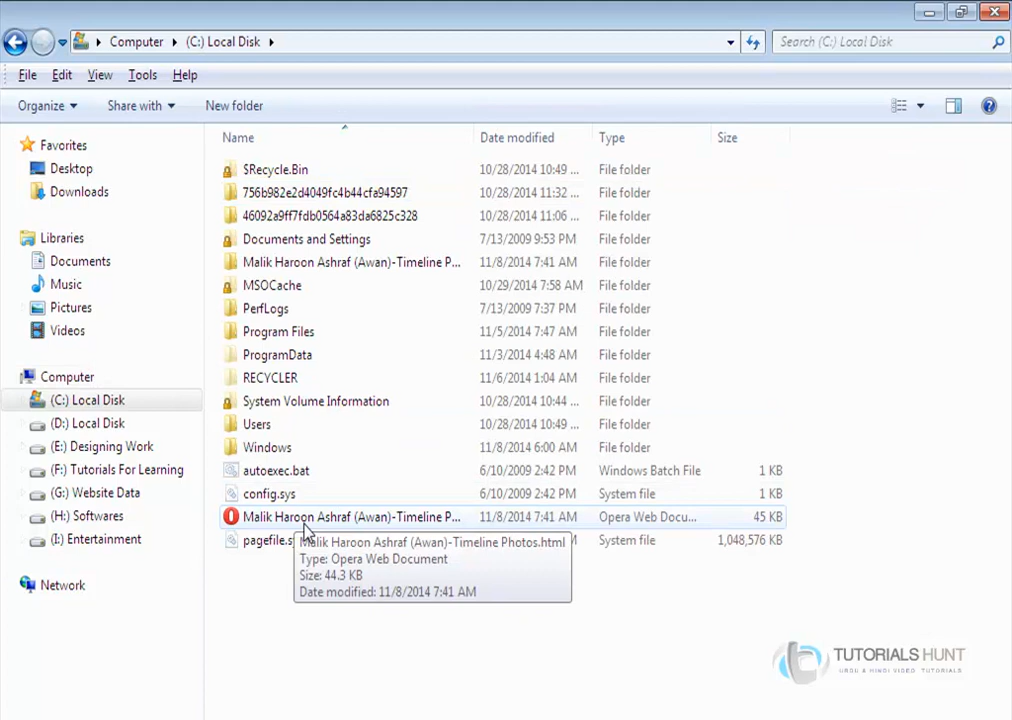 Computer
(C:) Local Disk
Search (C:) Local Disk
File Edit View Tools Help
Organize Share with New folder
Name Date modified Type Size
Favorites
Desktop
Downloads
Libraries
Documents
Music
Pictures
Videos
Computer
(C:) Local Disk
(D:) Local Disk
(E:) Designing Work
(F:) Tutorials For Learning
(G:) Website Data
(H:) Softwares
(I:) Entertainment
Network
$Recycle.Bin 10/28/2014 10:49 ... File folder
756b982e2d4049fc4b44cfa94597 10/28/2014 11:32 ... File folder
46092a9ff7fdb0564a83da6825c328 10/28/2014 11:06 ... File folder
Documents and Settings 7/13/2009 9:53 PM File folder
Malik Haroon Ashraf (Awan)-Timeline P... 11/8/2014 7:41 AM File folder
MSOCache 10/29/2014 7:58 AM File folder
PerfLogs 7/13/2009 7:37 PM File folder
Program Files 11/5/2014 7:47 AM File folder
ProgramData 11/3/2014 4:48 AM File folder
RECYCLER 11/6/2014 1:04 AM File folder
System Volume Information 10/28/2014 10:44 ... File folder
Users 10/28/2014 10:49 ... File folder
Windows 11/8/2014 6:00 AM File folder
autoexec.bat 6/10/2009 2:42 PM Windows Batch File 1 KB
config.sys 6/10/2009 2:42 PM System file 1 KB
Malik Haroon Ashraf (Awan)-Timeline P... 11/8/2014 7:41 AM Opera Web Docu... 45 KB
System file 1,048,576 KB
Malik Haroon Ashraf (Awan)-Timeline Photos.html
Type: Opera Web Document
Size: 44.3 KB
Date modified: 11/8/2014 7:41 AM
TUTORIALS HUNT
URDU & HINDI VIDEO TUTORIALS